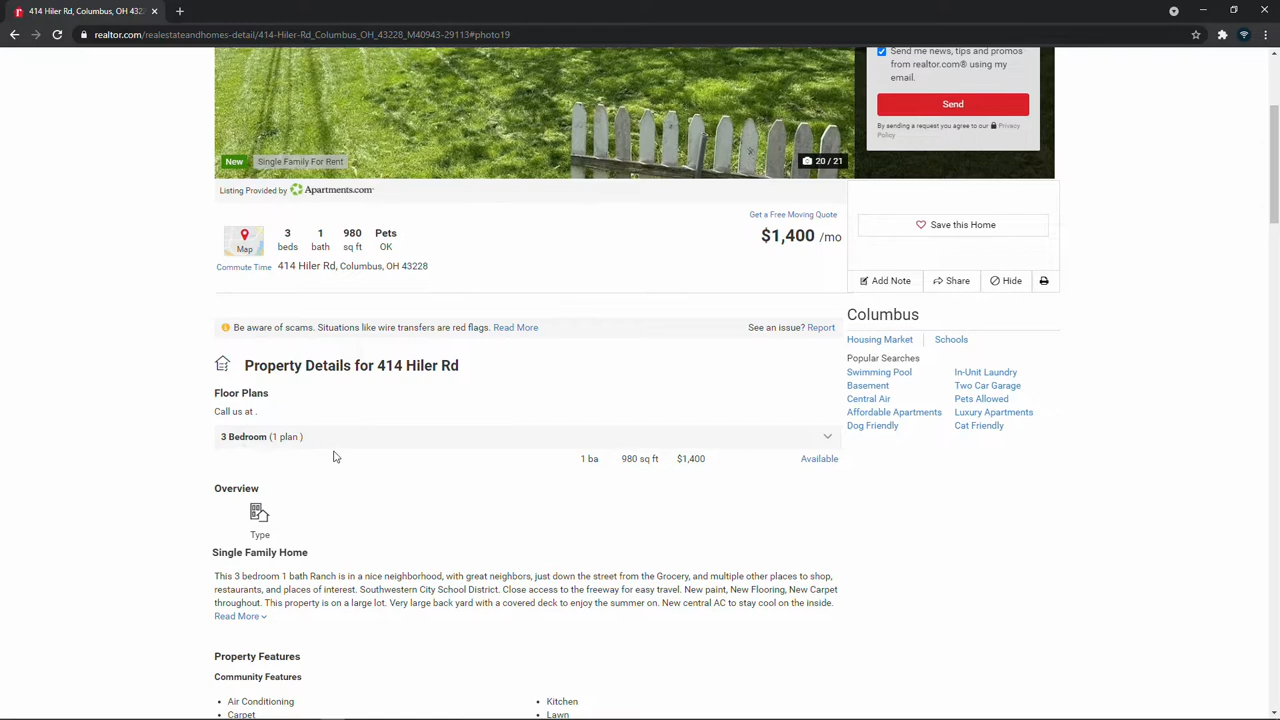 414 Hiler Rd, Columbus, OH 4322
realtor.com/realestateandhomes-detail/414-Hiler-Rd_Columbus_OH_43228_M40943-29113#photo19
Send me news, tips and promos
from realtor.com® using my
email.
Send
By sending a request you agree to our Privacy
Policy
New
Single Family For Rent
20 / 21
Listing Provided by Apartments.com
Get a Free Moving Quote
Save this Home
3 1 980 Pets
$1,400 /mo
Map
beds bath sq ft OK
Commute Time
414 Hiler Rd, Columbus, OH 43228
Add Note
Share
Hide
Columbus
Be aware of scams. Situations like wire transfers are red flags. Read More
See an issue? Report
Housing Market
Schools
Popular Searches
Property Details for 414 Hiler Rd
Swimming Pool
In-Unit Laundry
Basement
Two Car Garage
Floor Plans
Central Air
Pets Allowed
Call us at .
Affordable Apartments
Luxury Apartments
Dog Friendly
Cat Friendly
3 Bedroom (1 plan )
1 ba 980 sq ft $1,400 Available
Overview
Type
Single Family Home
This 3 bedroom 1 bath Ranch is in a nice neighborhood, with great neighbors, just down the street from the Grocery, and multiple other places to shop,
restaurants, and places of interest. Southwestern City School District. Close access to the freeway for easy travel. New paint, New Flooring, New Carpet
throughout. This property is on a large lot. Very large back yard with a covered deck to enjoy the summer on. New central AC to stay cool on the inside.
Read More
Property Features
Community Features
• Air Conditioning
• Kitchen
• Carpet
• Lawn